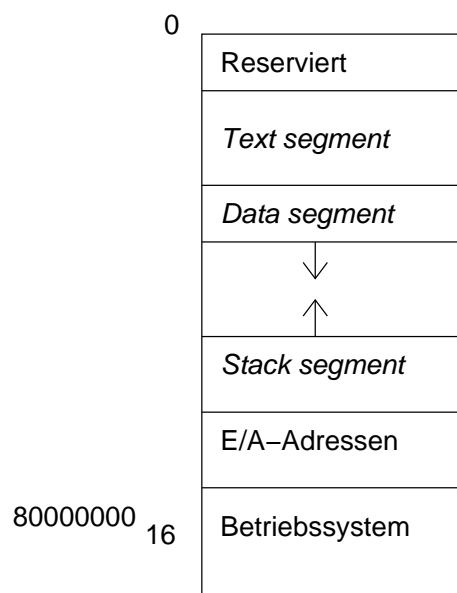 0
Reserviert
Text segment
Data segment
Stack segment
E/A−Adressen
80000000 16
Betriebssystem